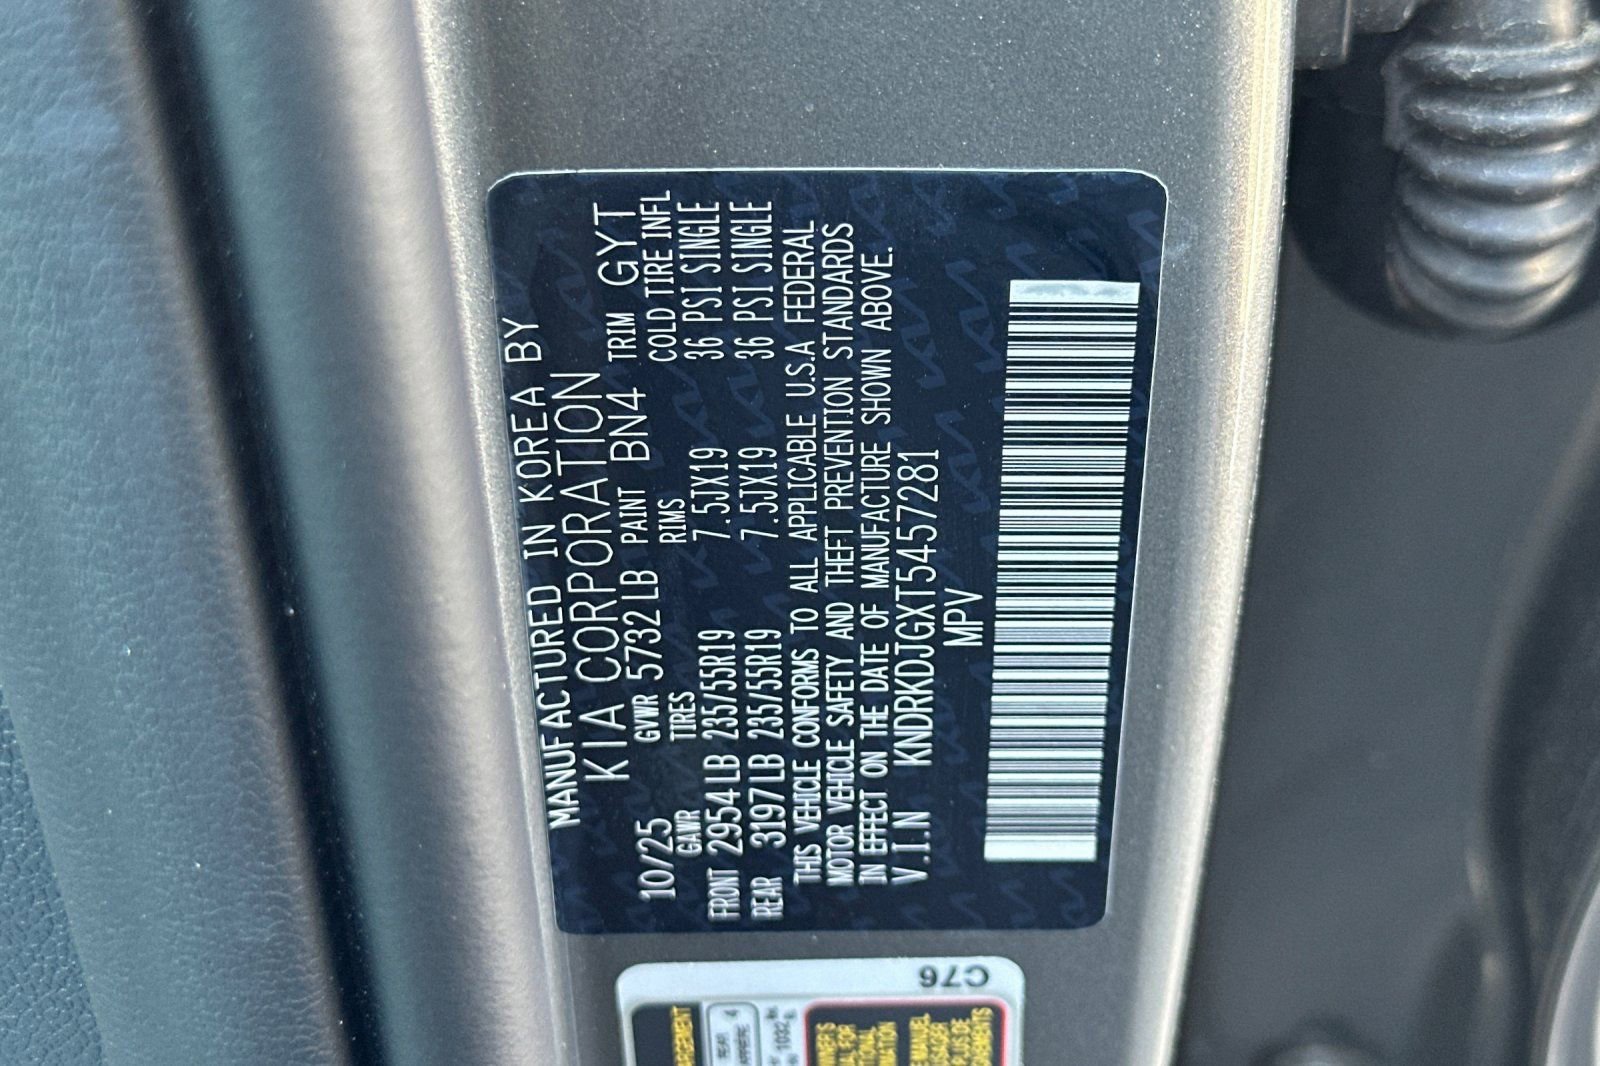 MANUFACTURED IN KOREA BY
KIA CORPORATION
10/25 GVWR 5732 LB PAINT BN4 TRIM GYT
GAWR TIRES RIMS COLD TIRE INFL
FRONT 2954LB 235/55R19 7.5JX19 36 PSI SINGLE
REAR 3197LB 235/55R19 7.5JX19 36 PSI SINGLE
THIS VEHICLE CONFORMS TO ALL APPLICABLE U.S.A FEDERAL
MOTOR VEHICLE SAFETY AND THEFT PREVENTION STANDARDS
IN EFFECT ON THE DATE OF MANUFACTURE SHOWN ABOVE.
V.I.N KNDRKDJGXT5457281
MPV
C76
REAR 4
ARRIÈRE